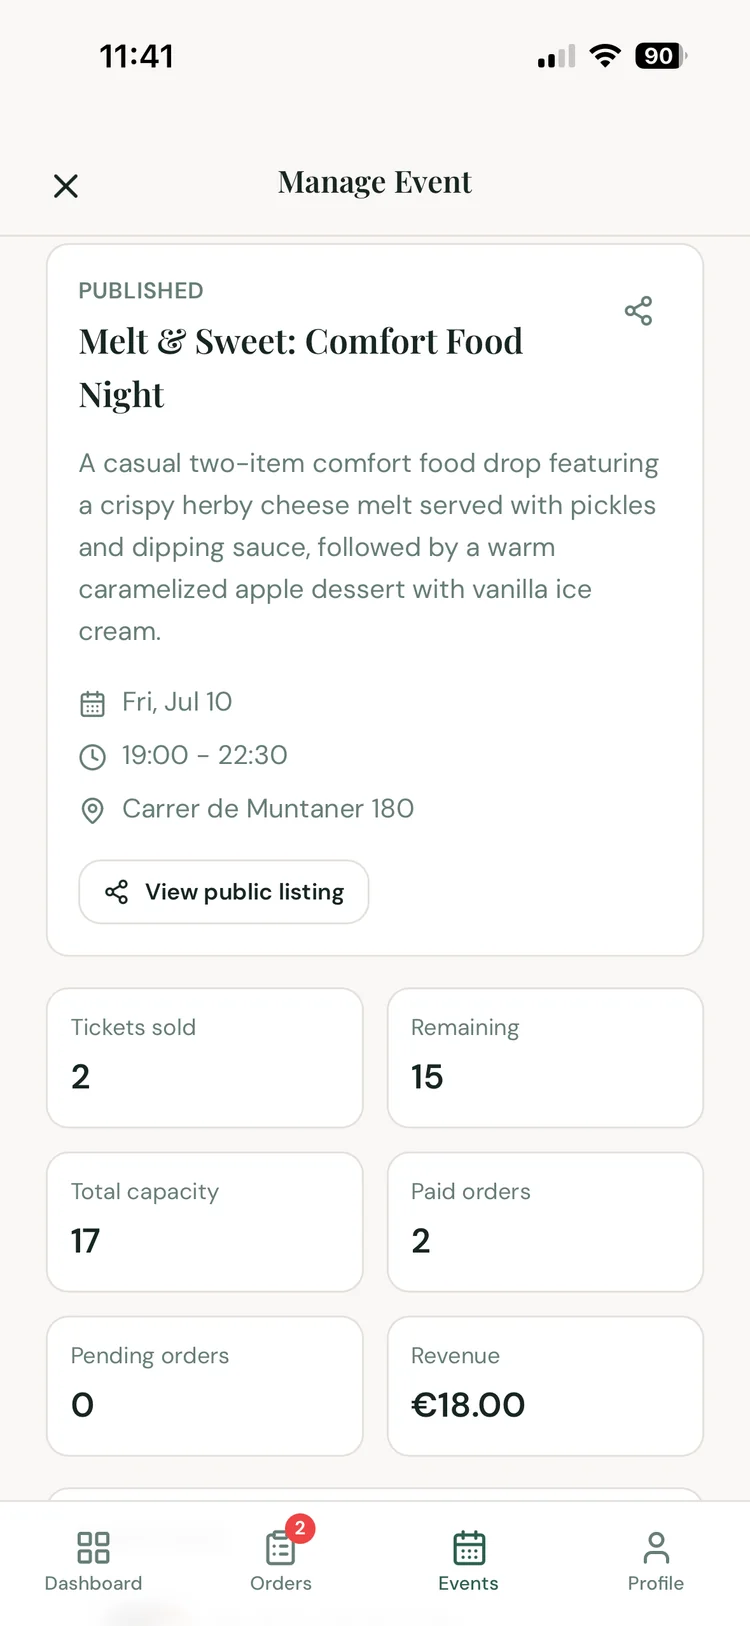 11:41
90
Manage Event
PUBLISHED
Melt & Sweet: Comfort Food
Night
A casual two-item comfort food drop featuring
a crispy herby cheese melt served with pickles
and dipping sauce, followed by a warm
caramelized apple dessert with vanilla ice
cream.
Fri, Jul 10
19:00 - 22:30
Carrer de Muntaner 180
View public listing
Tickets sold
2
Remaining
15
Total capacity
17
Paid orders
2
Pending orders
0
Revenue
€18.00
2
Dashboard
Orders
Events
Profile